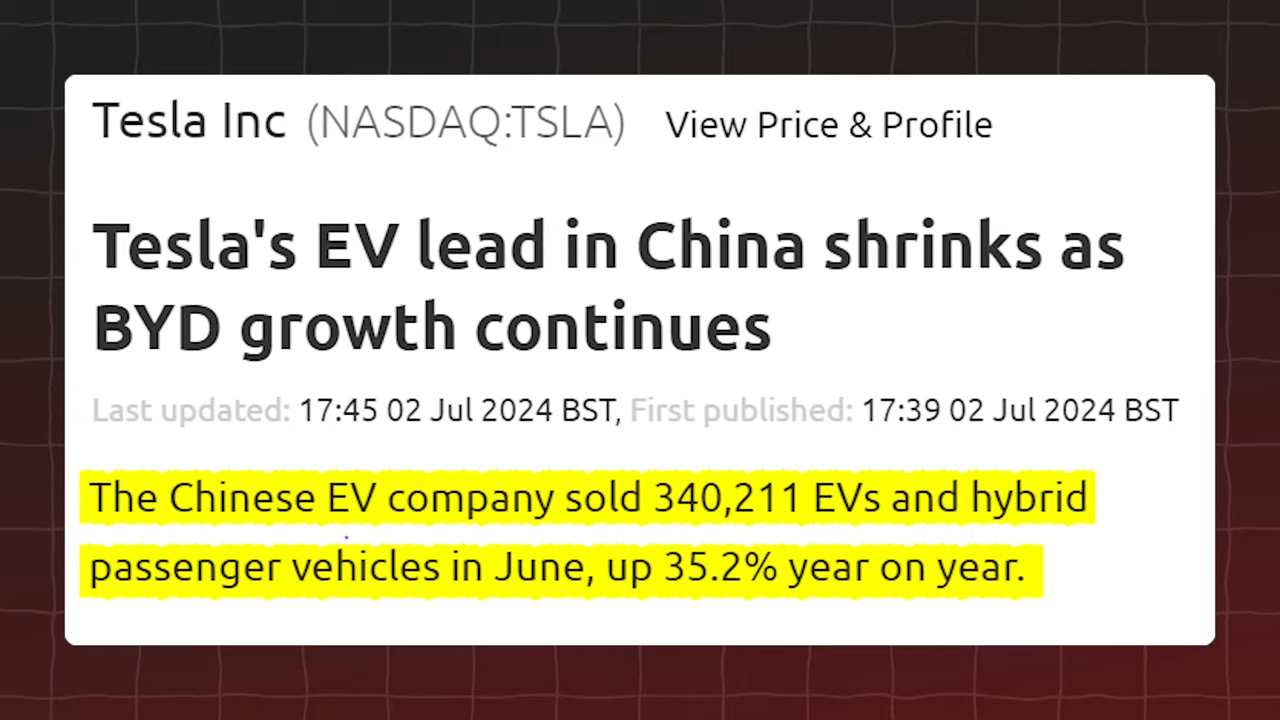 Tesla Inc (NASDAQ:TSLA) View Price & Profile
Tesla's EV lead in China shrinks as
BYD growth continues
Last updated: 17:45 02 Jul 2024 BST, First published: 17:39 02 Jul 2024 BST
The Chinese EV company sold 340,211 EVs and hybrid
passenger vehicles in June, up 35.2% year on year.